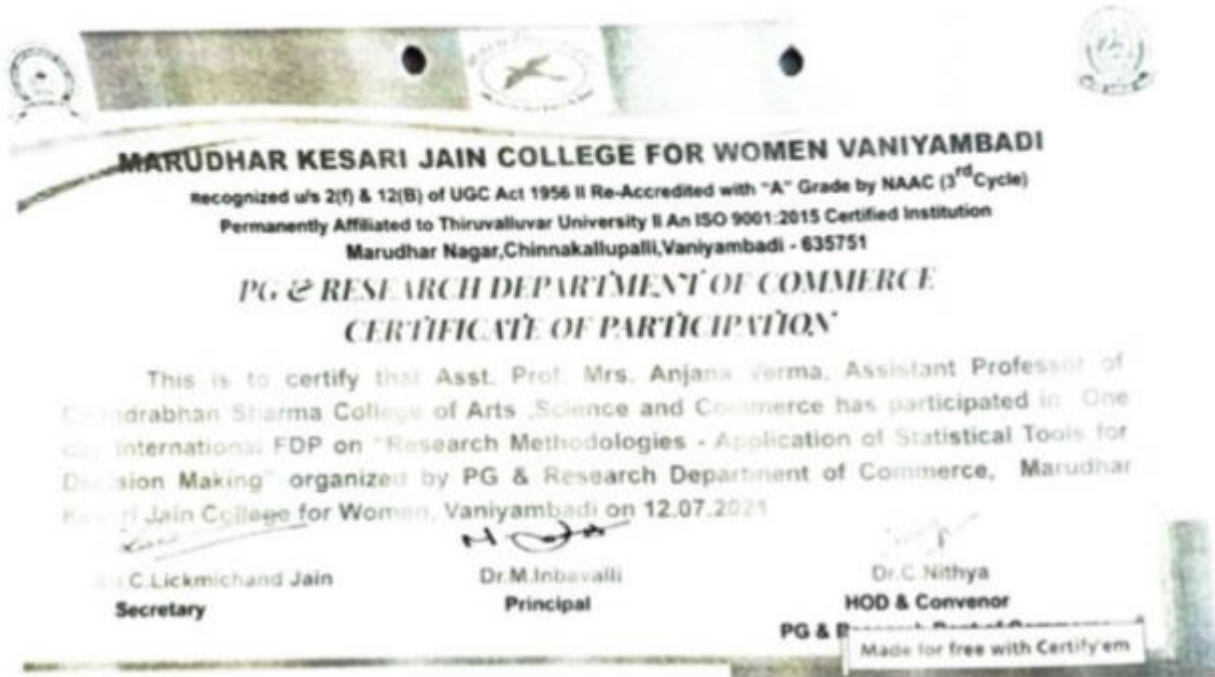 MARUDHAR KESARI JAIN COLLEGE FOR WOMEN VANIYAMBADI
Recognized u/s 2(f) & 12(B) of UGC Act 1956 II Re-Accredited with "A" Grade by NAAC (3rd Cycle)
Permanently Affiliated to Thiruvalluvar University II An ISO 9001:2015 Certified Institution
Marudhar Nagar,Chinnakallupalli,Vaniyambadi - 635751
PG & RESEARCH DEPARTMENT OF COMMERCE
CERTIFICATE OF PARTICIPATION
This is to certify that Asst. Prof. Mrs. Anjana Verma, Assistant Professor of
Sharma College of Arts ,Science and Commerce has participated in One
International FDP on "Research Methodologies - Application of Statistical Tools for
Decision Making" organized by PG & Research Department of Commerce, Marudhar
Kesari Jain College for Women, Vaniyambadi on 12.07.2021
C.Lickmichand Jain Dr.M.Inbavalli Dr.C.Nithya
Secretary Principal HOD & Convenor
PG &
Made for free with Certify'em